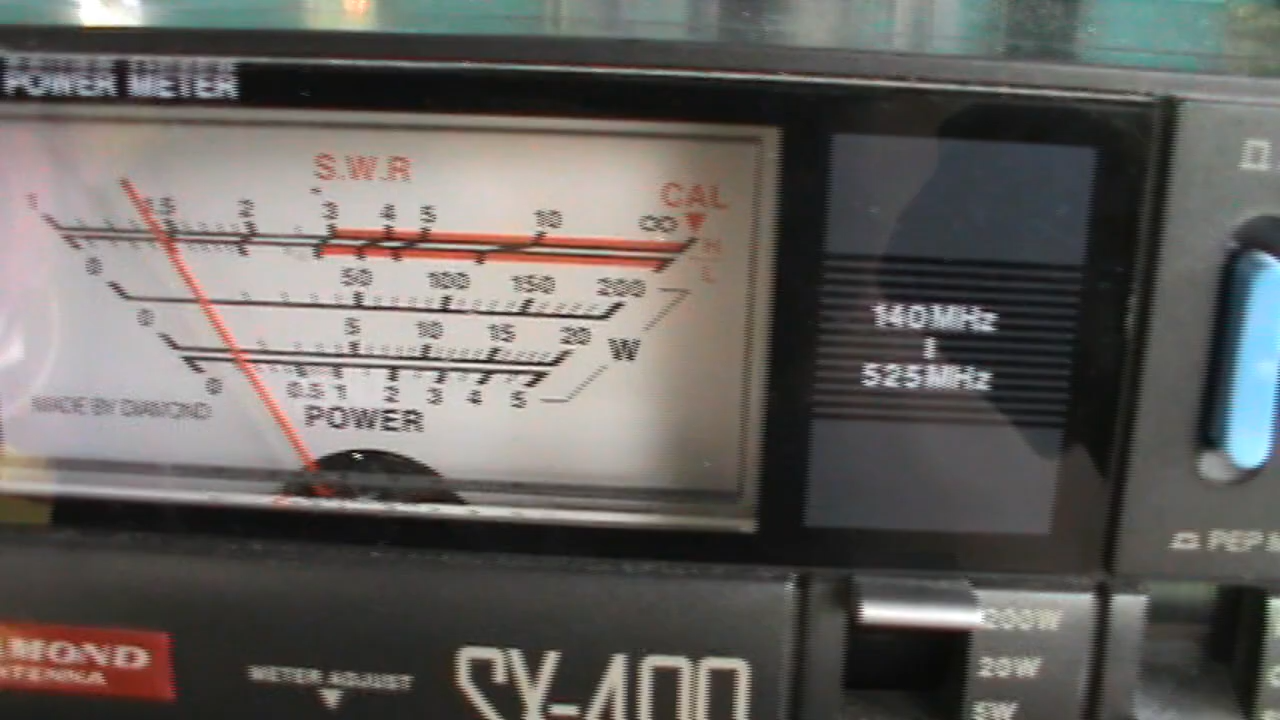 POWER METER
S.W.R
CAL
1 1.5 2 3 4 5 10 ∞
H
L
0 50 100 150 200
0 5 10 15 20
W
0 0.5 1 2 3 4 5
MADE BY DIAMOND
POWER
140MHz
525MHz
PEP
MOND
TENNA
METER ADJUST
SX-400
200W
20W
5W